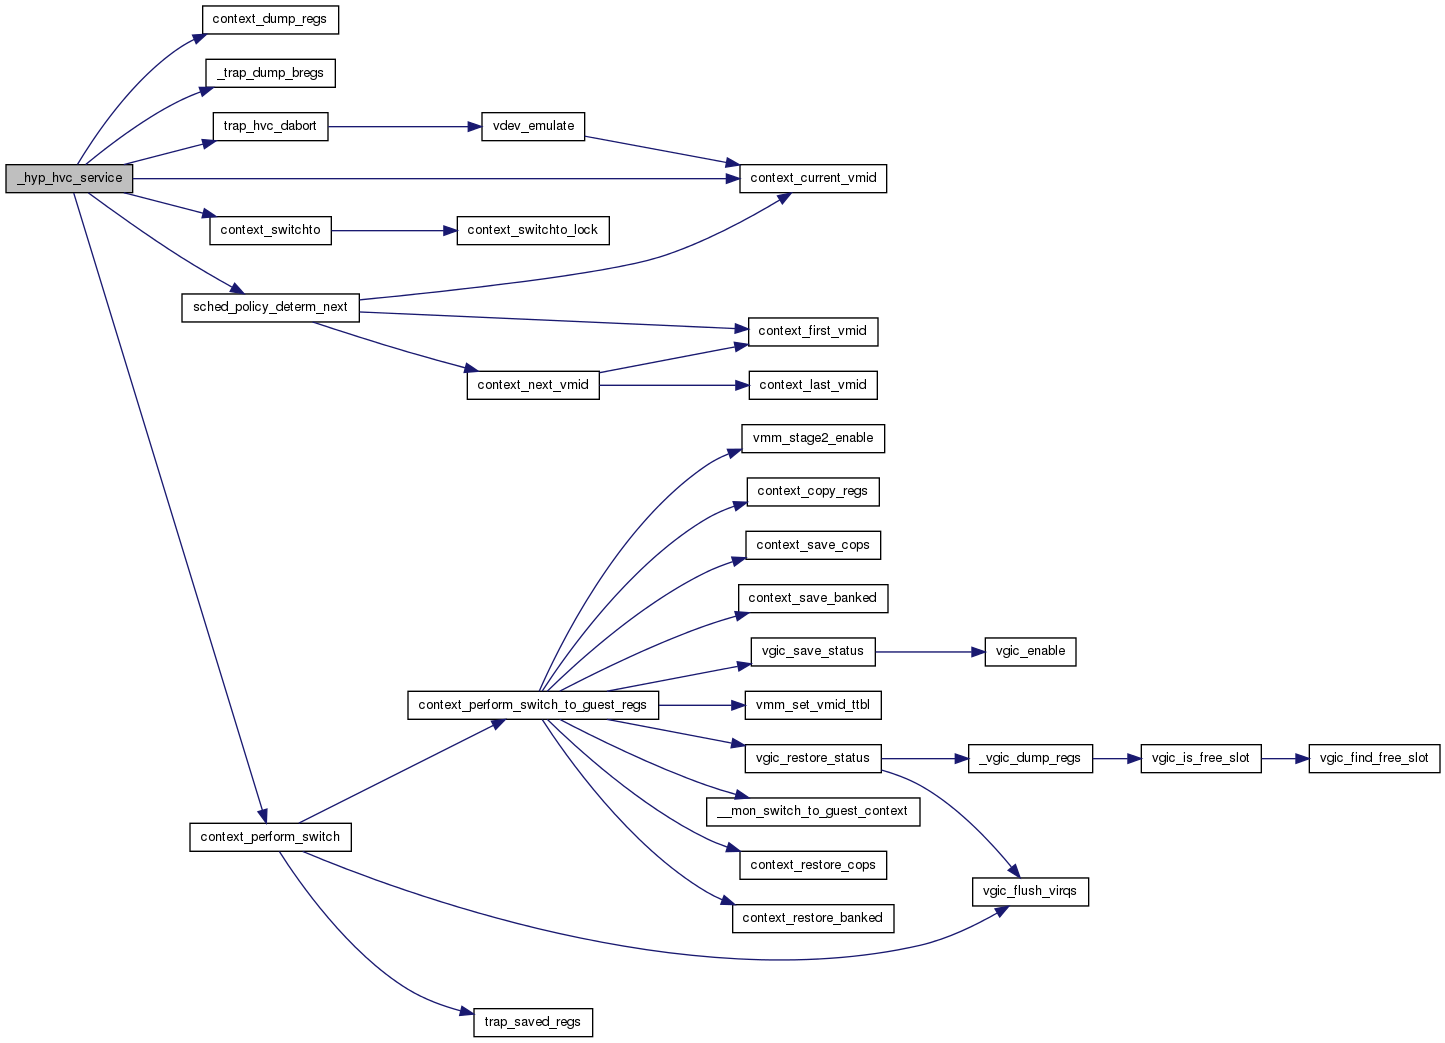 context_dump_regs
_trap_dump_bregs
trap_hvc_dabort
vdev_emulate
_hyp_hvc_service
context_current_vmid
context_switchto
context_switchto_lock
sched_policy_determ_next
context_first_vmid
context_next_vmid
context_last_vmid
vmm_stage2_enable
context_copy_regs
context_save_cops
context_save_banked
vgic_save_status
vgic_enable
context_perform_switch_to_guest_regs
vmm_set_vmid_ttbl
vgic_restore_status
_vgic_dump_regs
vgic_is_free_slot
vgic_find_free_slot
__mon_switch_to_guest_context
context_perform_switch
context_restore_cops
vgic_flush_virqs
context_restore_banked
trap_saved_regs